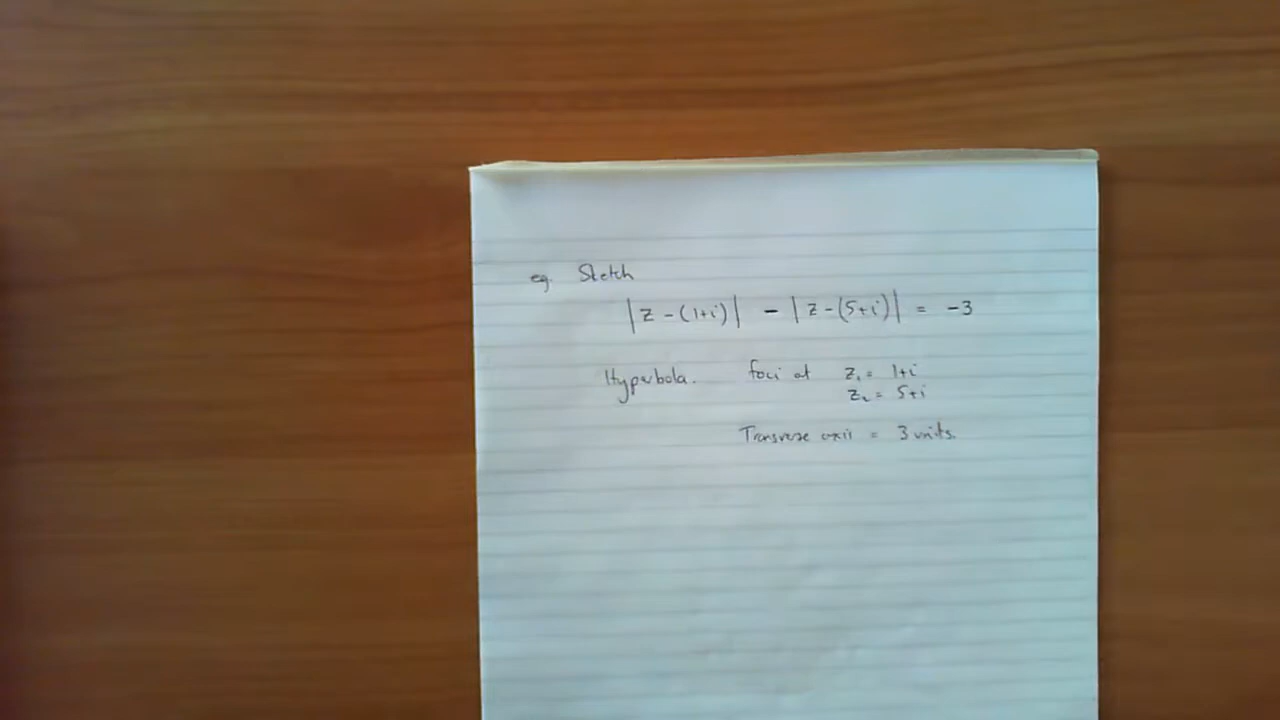 eg. Sketch
|z - (1+i)| - |z - (5+i)| = -3
Hyperbola. foci at z₁ = 1+i
z₂ = 5+i
Transverse axis = 3 units.